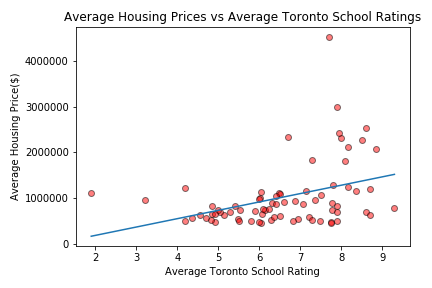 Average Housing Prices vs Average Toronto School Ratings
Average Housing Price($)
4000000
3000000
2000000
1000000
0
2 3 4 5 6 7 8 9
Average Toronto School Rating